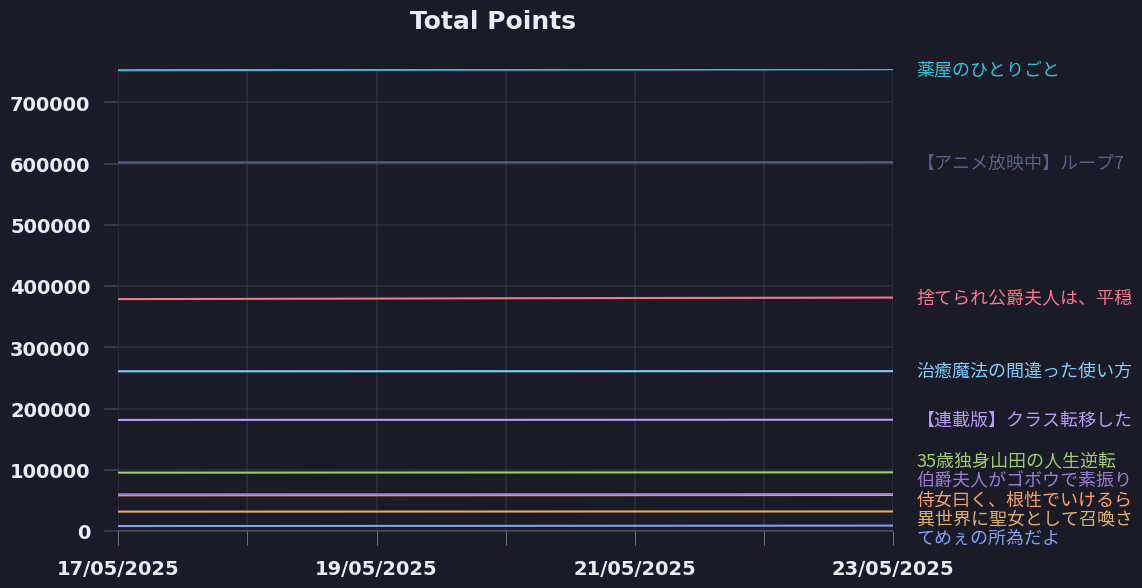 Total Points
薬屋のひとりごと
700000
600000
【アニメ放映中】ループ7
500000
400000
捨てられ公爵夫人は、平穏
300000
治癒魔法の間違った使い方
200000
【連載版】クラス転移した
35歳独身山田の人生逆転
100000
伯爵夫人がゴボウで素振り
侍女曰く、根性でいけるら
異世界に聖女として召喚さ
0
てめぇの所為だよ
17/05/2025 19/05/2025 21/05/2025 23/05/2025